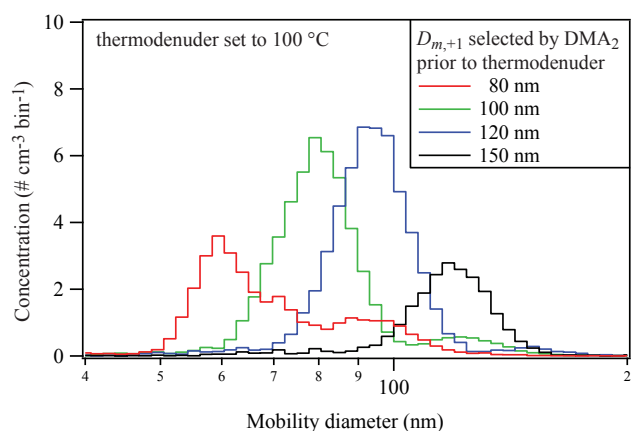 10
8
6
4
2
0
Concentration (# cm-3 bin-1)
thermodenuder set to 100 °C
Dm,+1 selected by DMA2
prior to thermodenuder
80 nm
100 nm
120 nm
150 nm
4 5 6 7 8 9 100 2
Mobility diameter (nm)